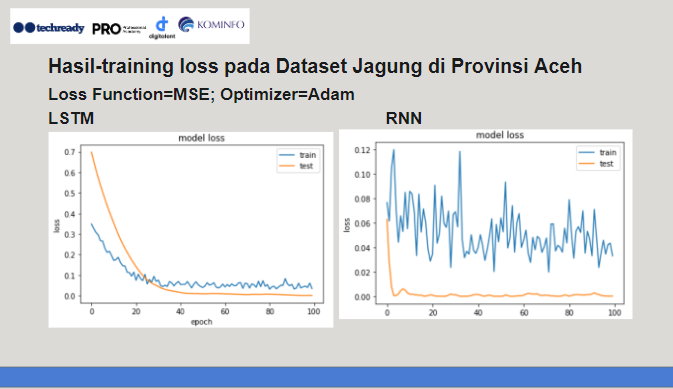 techready PRO Professional Academy digitalent KOMINFO
Hasil-training loss pada Dataset Jagung di Provinsi Aceh
Loss Function=MSE; Optimizer=Adam
LSTM
RNN
model loss
0.7
0.6
0.5
0.4
0.3
0.2
0.1
0.0
loss
train
test
0 20 40 60 80 100
epoch
model loss
0.12
0.10
0.08
0.06
0.04
0.02
0.00
loss
train
test
0 20 40 60 80 100